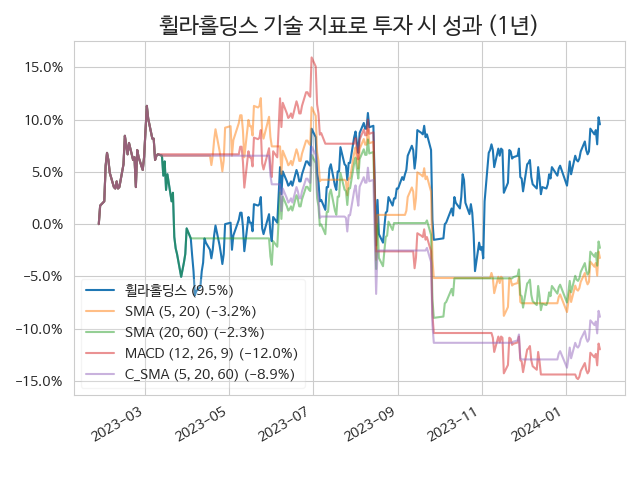 휠라홀딩스 기술 지표로 투자 시 성과 (1년)
15.0%
10.0%
5.0%
0.0%
−5.0%
−10.0%
−15.0%
휠라홀딩스 (9.5%)
SMA (5, 20) (−3.2%)
SMA (20, 60) (−2.3%)
MACD (12, 26, 9) (−12.0%)
C_SMA (5, 20, 60) (−8.9%)
2023-03
2023-05
2023-07
2023-09
2023-11
2024-01